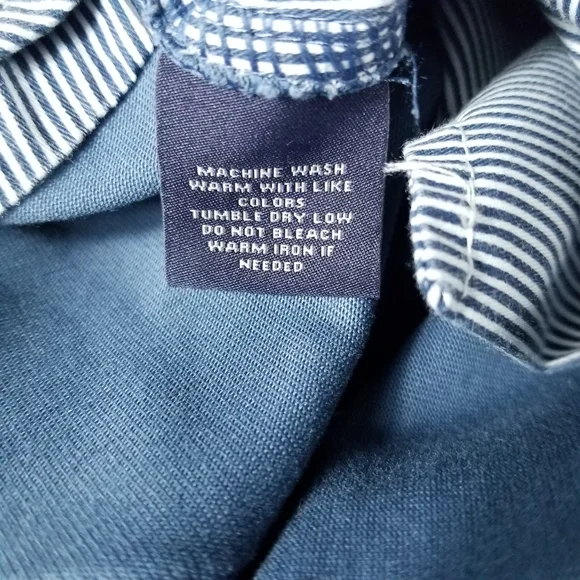 MACHINE WASH
WARM WITH LIKE
COLORS
TUMBLE DRY LOW
DO NOT BLEACH
WARM IRON IF
NEEDED